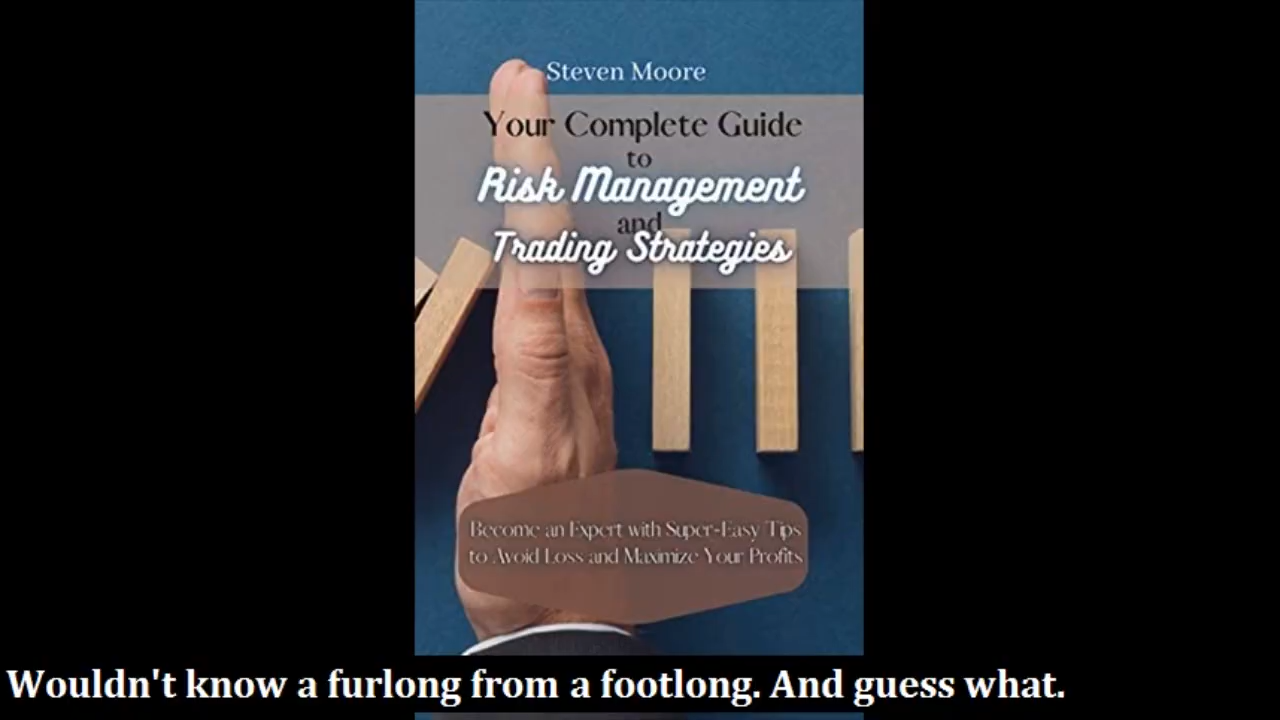 Steven Moore
Your Complete Guide
to
Risk Management
and
Trading Strategies
Become an Expert with Super-Easy Tips
to Avoid Loss and Maximize Your Profits
Wouldn't know a furlong from a footlong. And guess what.